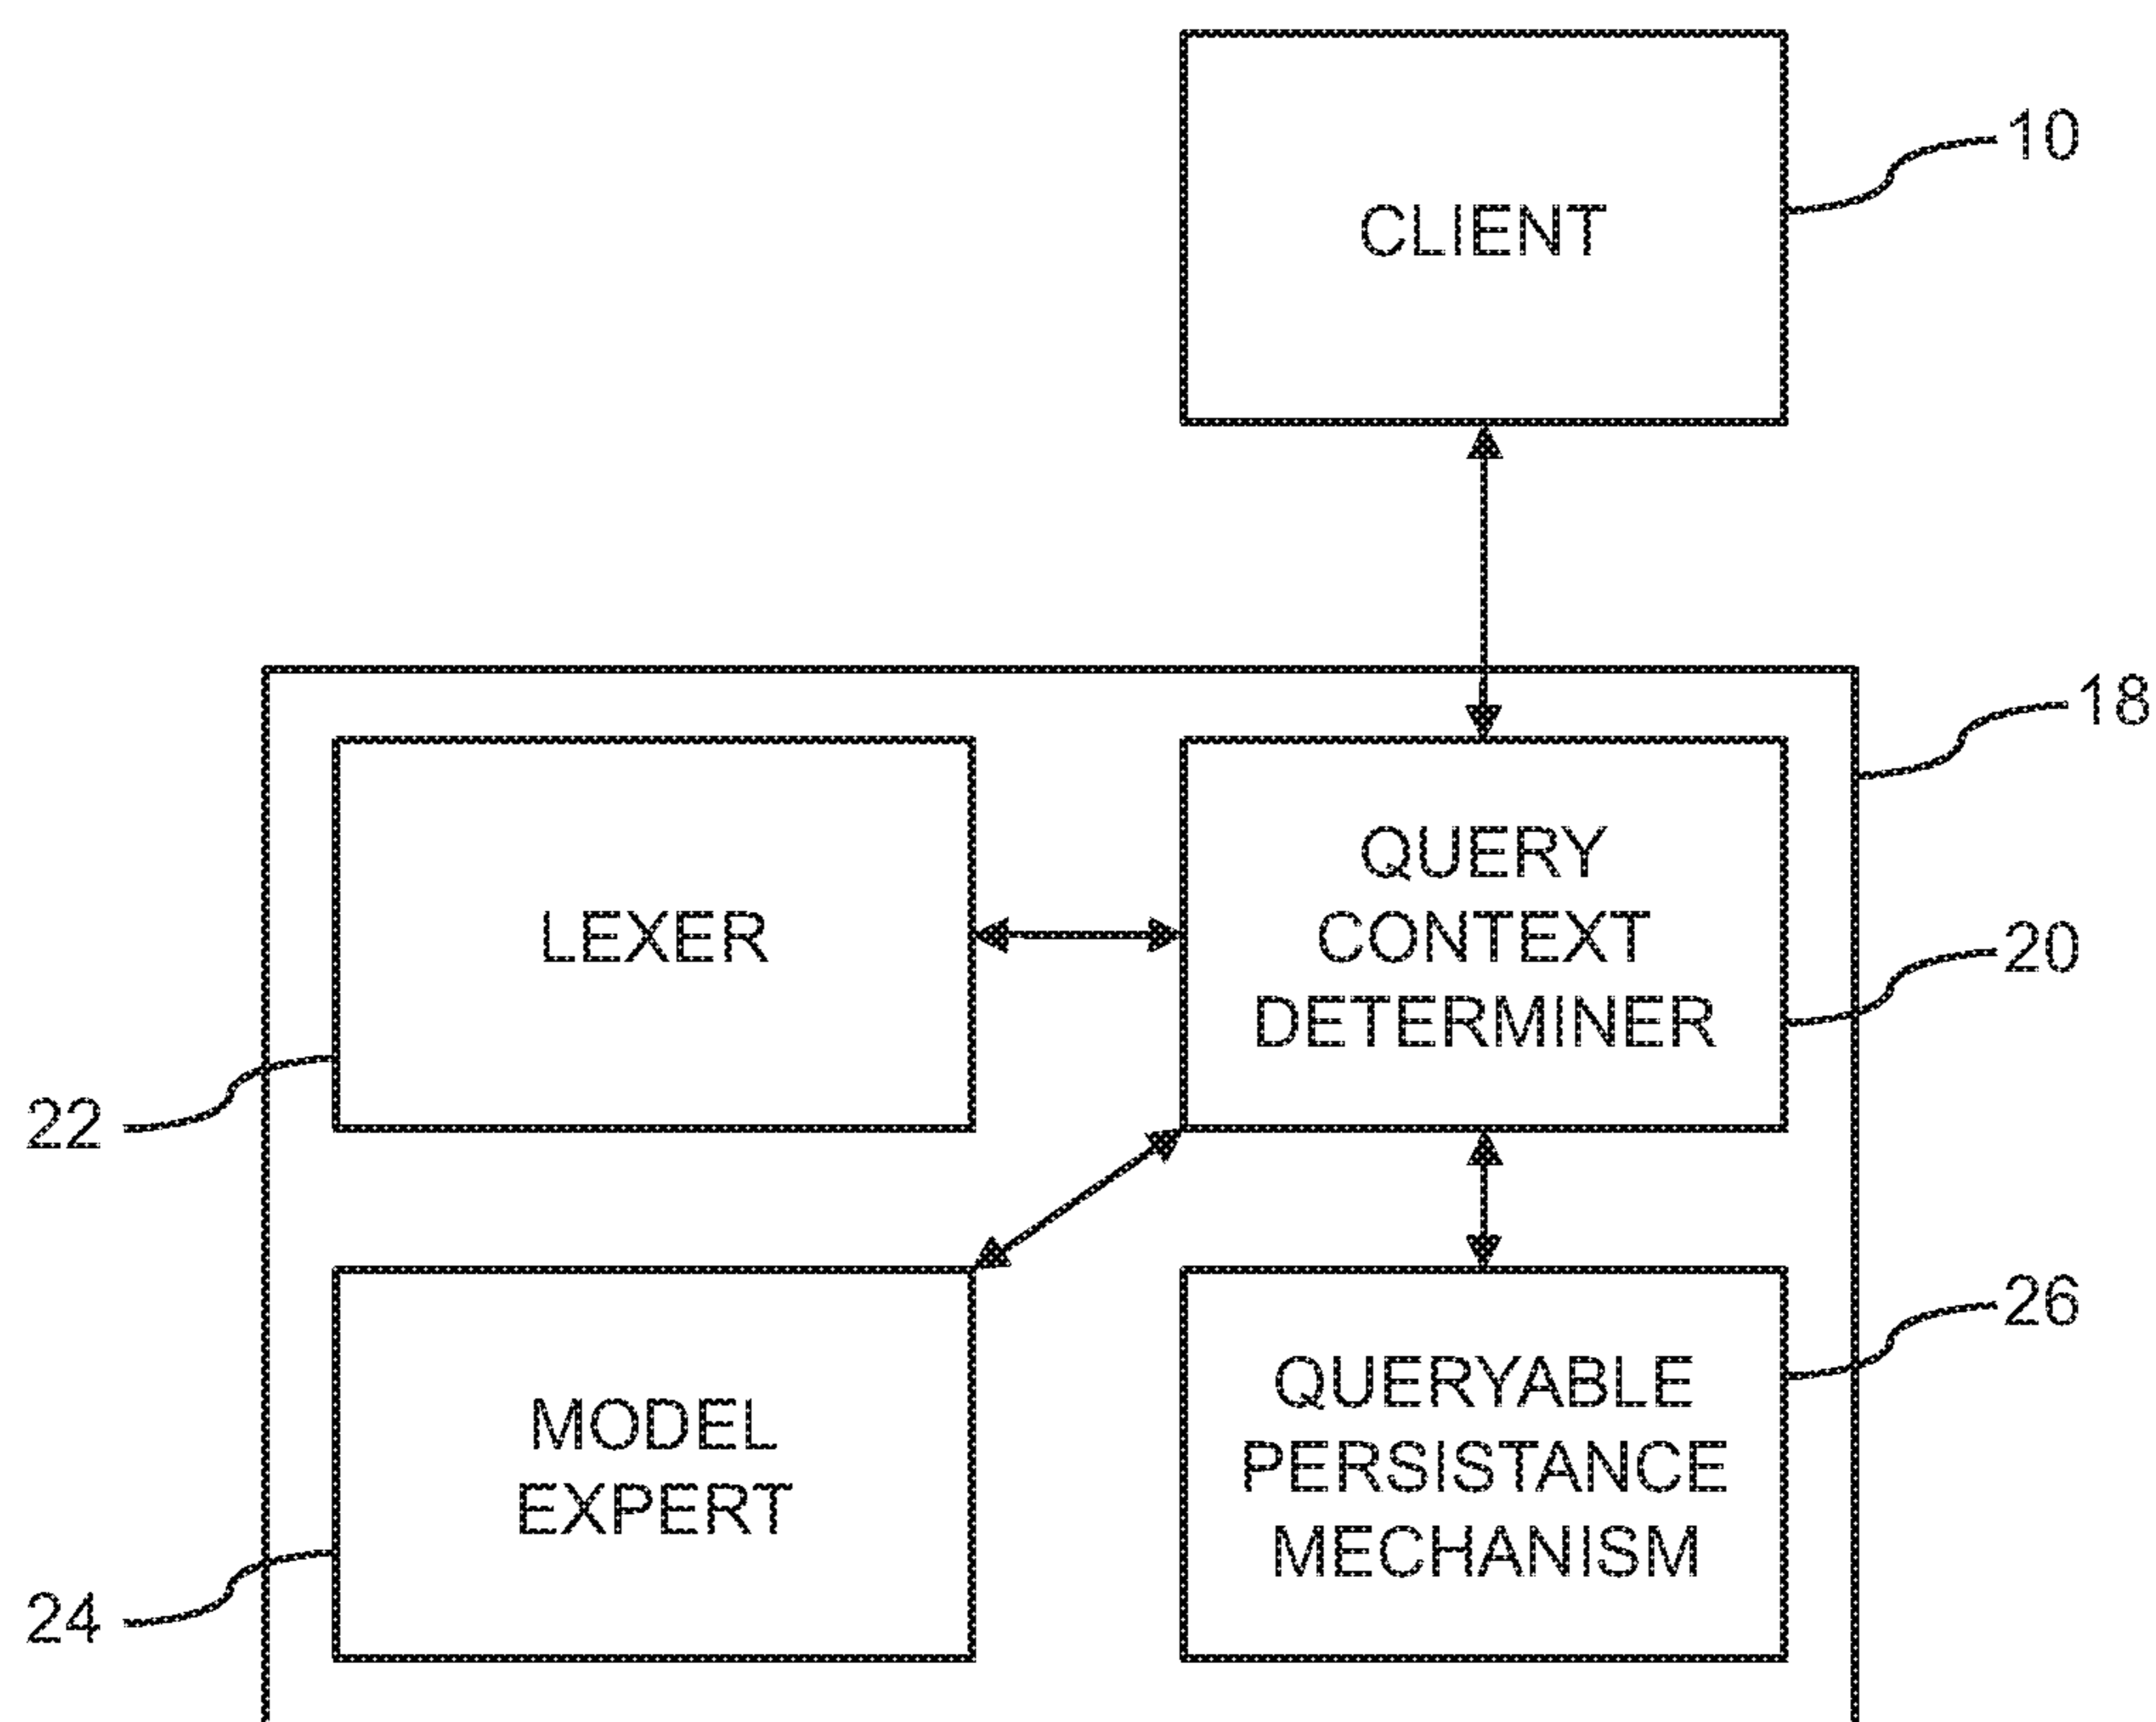 CLIENT
10
18
LEXER
QUERY
CONTEXT
DETERMINER
20
22
MODEL
EXPERT
QUERYABLE
PERSISTANCE
MECHANISM
26
24